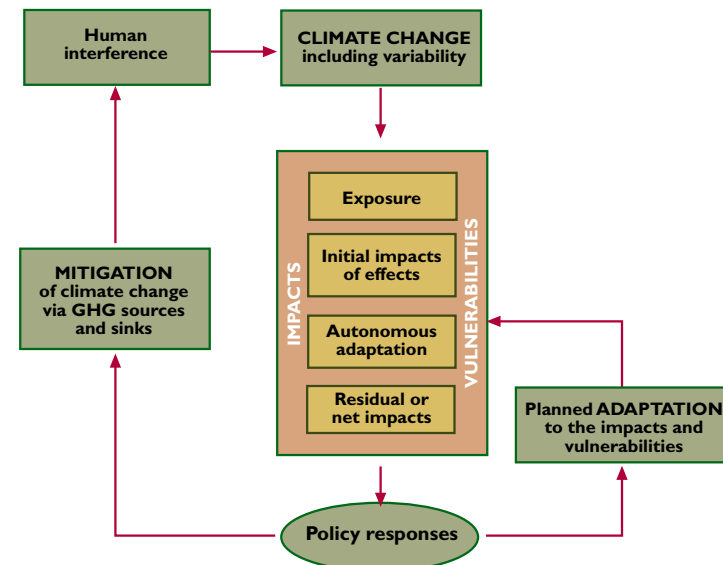 Human
interference
CLIMATE CHANGE
including variability
IMPACTS
Exposure
Initial impacts
of effects
Autonomous
adaptation
Residual or
net impacts
VULNERABILITIES
MITIGATION
of climate change
via GHG sources
and sinks
Planned ADAPTATION
to the impacts and
vulnerabilities
Policy responses